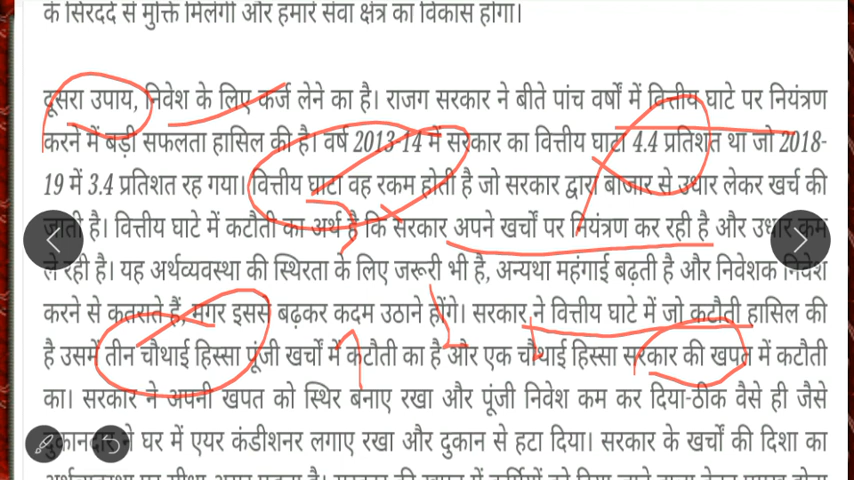 के सिरदर्द से मुक्ति मिलेगी और हमारे सेवा क्षेत्र का विकास होगा।
दूसरा उपाय, निवेश के लिए कर्ज लेने का है। राजग सरकार ने बीते पांच वर्षों में वित्तीय घाटे पर नियंत्रण
करने में बड़ी सफलता हासिल की है। वर्ष 2013-14 में सरकार का वित्तीय घाटा 4.4 प्रतिशत था जो 2018-
19 में 3.4 प्रतिशत रह गया। वित्तीय घाटा वह रकम होती है जो सरकार द्वारा बाजार से उधार लेकर खर्च की
जाती है। वित्तीय घाटे में कटौती का अर्थ है कि सरकार अपने खर्चों पर नियंत्रण कर रही है और उधार कम
ले रही है। यह अर्थव्यवस्था की स्थिरता के लिए जरूरी भी है, अन्यथा महंगाई बढ़ती है और निवेशक निवेश
करने से कतराते हैं, मगर इससे बढ़कर कदम उठाने होंगे। सरकार ने वित्तीय घाटे में जो कटौती हासिल की
है उसमें तीन चौथाई हिस्सा पूंजी खर्चों में कटौती का है और एक चौथाई हिस्सा सरकार की खपत में कटौती
का। सरकार ने अपनी खपत को स्थिर बनाए रखा और पूंजी निवेश कम कर दिया-ठीक वैसे ही जैसे
दुकानदार ने घर में एयर कंडीशनर लगाए रखा और दुकान से हटा दिया। सरकार के खर्चों की दिशा का